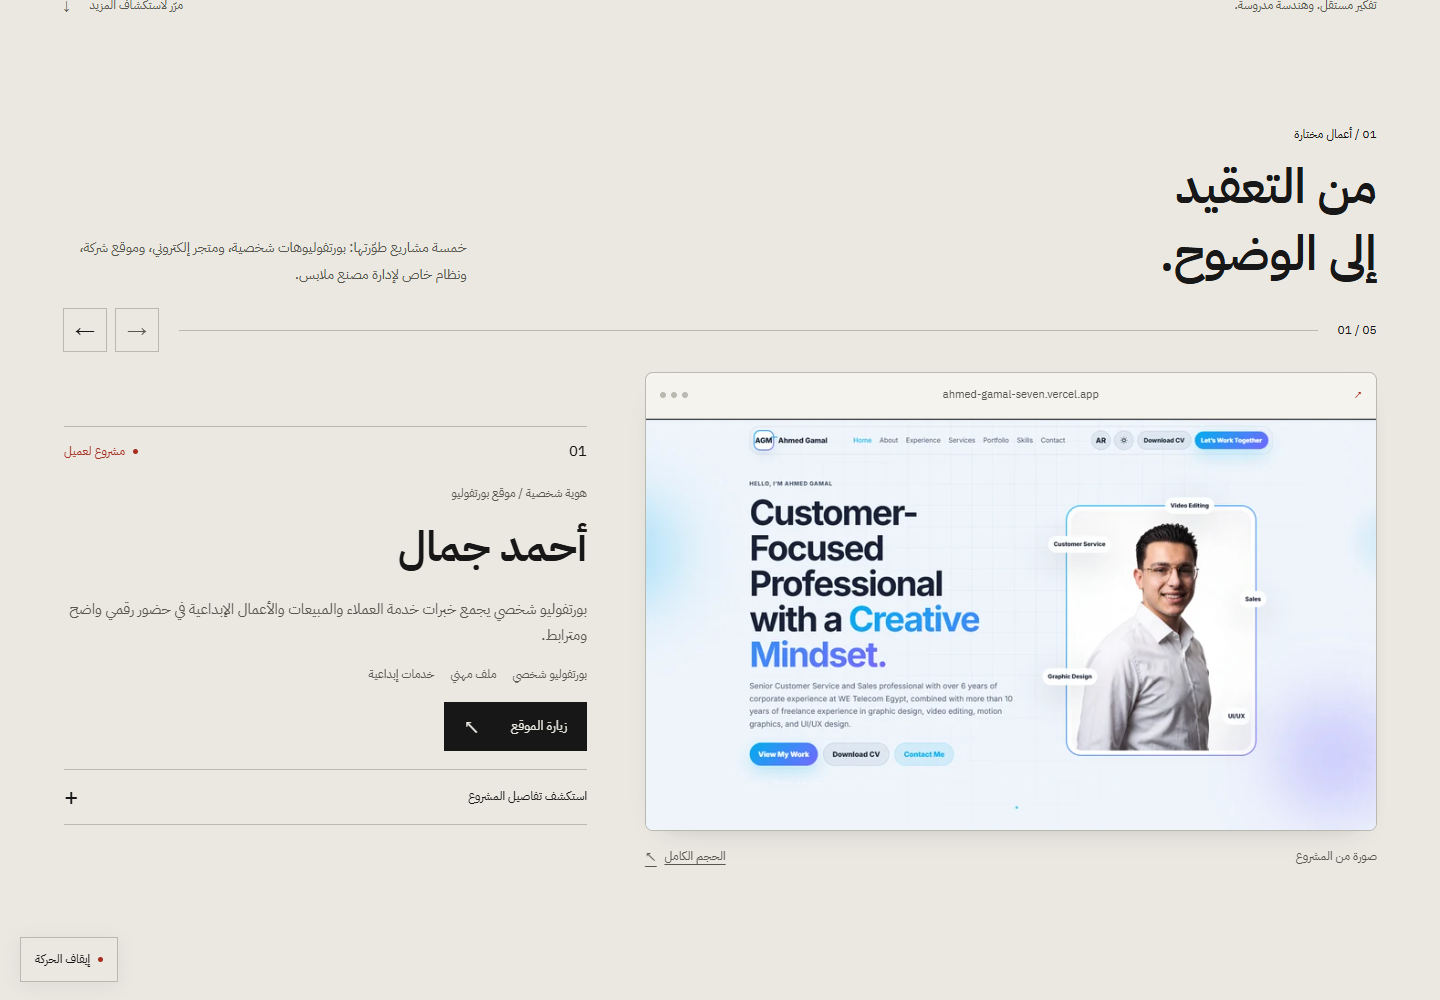 تفكير مستقل. وهندسة مدروسة.
مرّر لاستكشاف المزيد ↓
01 / أعمال مختارة
من التعقيد
إلى الوضوح.
خمسة مشاريع طوّرتها: بورتفوليوهات شخصية، ومتجر إلكتروني، وموقع شركة،
ونظام خاص لإدارة مصنع ملابس.
01 / 05
→ ←
ahmed-gamal-seven.vercel.app ↗
AGM Ahmed Gamal Home About Experience Services Portfolio Skills Contact AR Download CV Let's Work Together
HELLO, I'M AHMED GAMAL
Customer-
Focused
Professional
with a Creative
Mindset.
Senior Customer Service and Sales professional with over 6 years of
corporate experience at WE Telecom Egypt, combined with more than 10
years of freelance experience in graphic design, video editing, motion
graphics, and UI/UX design.
View My Work Download CV Contact Me
Video Editing
Customer Service
Sales
Graphic Design
UI/UX
صورة من المشروع
الحجم الكامل ↖
01
مشروع لعميل
هوية شخصية / موقع بورتفوليو
أحمد جمال
بورتفوليو شخصي يجمع خبرات خدمة العملاء والمبيعات والأعمال الإبداعية في حضور رقمي واضح
ومترابط.
بورتفوليو شخصي ملف مهني خدمات إبداعية
زيارة الموقع ↖
استكشف تفاصيل المشروع +
إيقاف الحركة